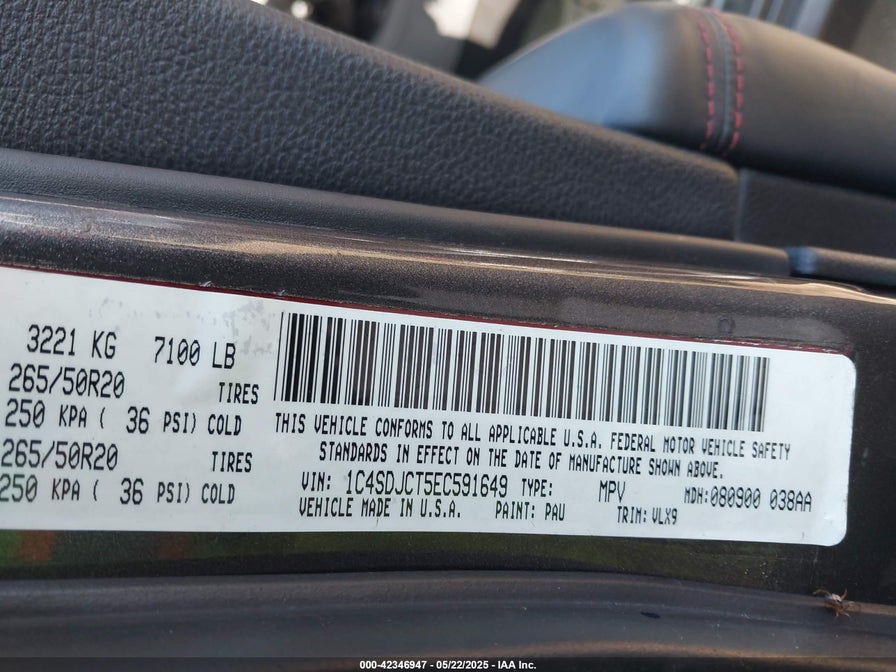 3221 KG 7100 LB
265/50R20 TIRES
250 KPA ( 36 PSI) COLD
265/50R20 TIRES
250 KPA ( 36 PSI) COLD
THIS VEHICLE CONFORMS TO ALL APPLICABLE U.S.A. FEDERAL MOTOR VEHICLE SAFETY
STANDARDS IN EFFECT ON THE DATE OF MANUFACTURE SHOWN ABOVE.
VIN: 1C4SDJCT5EC591649 TYPE: MPV MDH:080900 038AA
VEHICLE MADE IN U.S.A. PAINT: PAU TRIM: VLX9
000-42346947 - 05/22/2025 - IAA Inc.